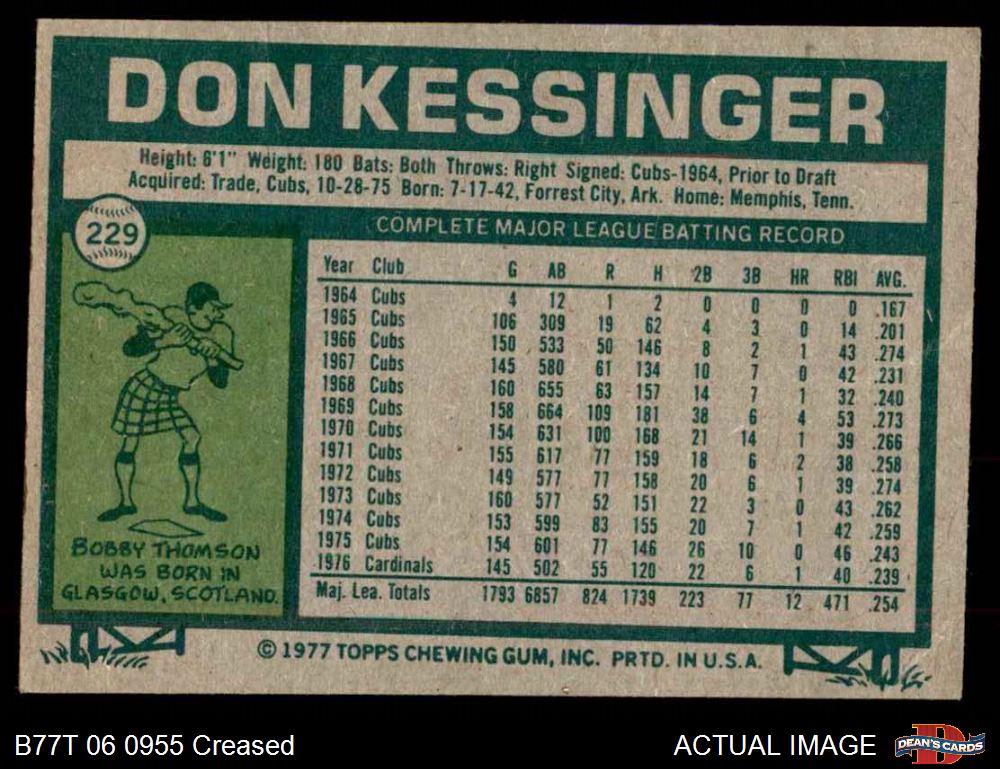 DON KESSINGER
Height: 6'1" Weight: 180 Bats: Both Throws: Right Signed: Cubs-1964, Prior to Draft
Acquired: Trade, Cubs, 10-28-75 Born: 7-17-42, Forrest City, Ark. Home: Memphis, Tenn.
229
COMPLETE MAJOR LEAGUE BATTING RECORD
Year Club G AB R H 2B 3B HR RBI AVG.
1964 Cubs 4 12 1 2 0 0 0 0 .167
1965 Cubs 106 309 19 62 4 3 0 14 .201
1966 Cubs 150 533 50 146 8 2 1 43 .274
1967 Cubs 145 580 61 134 10 7 0 42 .231
1968 Cubs 160 655 63 157 14 7 1 32 .240
1969 Cubs 158 664 109 181 38 6 4 53 .273
1970 Cubs 154 631 100 168 21 14 1 39 .266
1971 Cubs 155 617 77 159 18 6 2 38 .258
1972 Cubs 149 577 77 158 20 6 1 39 .274
1973 Cubs 160 577 52 151 22 3 0 43 .262
1974 Cubs 153 599 83 155 20 7 1 42 .259
1975 Cubs 154 601 77 146 26 10 0 46 .243
1976 Cardinals 145 502 55 120 22 6 1 40 .239
Maj. Lea. Totals 1793 6857 824 1739 223 77 12 471 .254
BOBBY THOMSON
WAS BORN IN
GLASGOW, SCOTLAND.
© 1977 TOPPS CHEWING GUM, INC. PRTD. IN U.S.A.
B77T 06 0955 Creased
ACTUAL IMAGE
DEAN'S CARDS